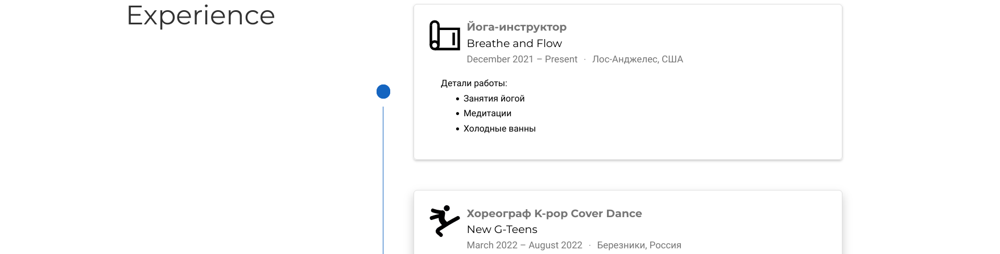 Experience
Йога-инструктор
Breathe and Flow
December 2021 – Present · Лос-Анджелес, США
Детали работы:
• Занятия йогой
• Медитации
• Холодные ванны
Хореограф K-pop Cover Dance
New G-Teens
March 2022 – August 2022 · Березники, Россия